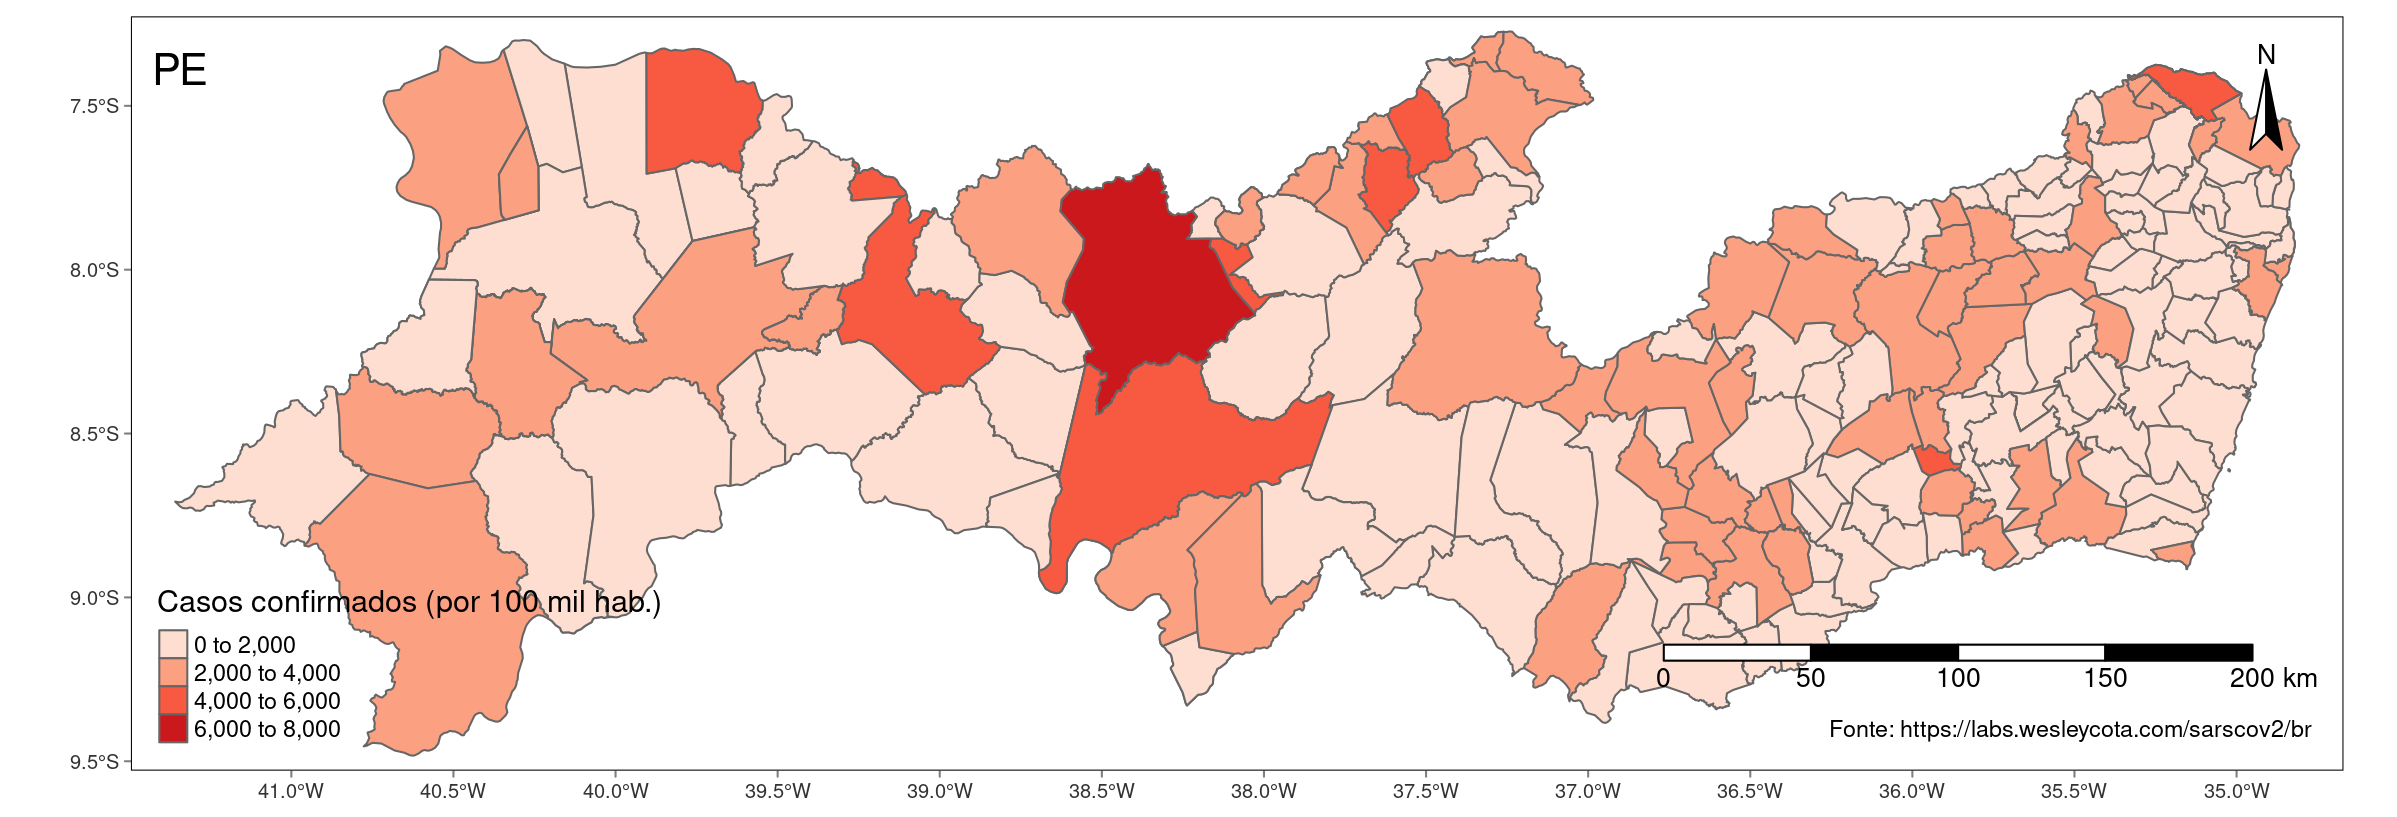 PE
N
7.5°S
8.0°S
8.5°S
9.0°S
9.5°S
Casos confirmados (por 100 mil hab.)
0 to 2,000
2,000 to 4,000
4,000 to 6,000
6,000 to 8,000
0 50 100 150 200 km
Fonte: https://labs.wesleycota.com/sarscov2/br
41.0°W 40.5°W 40.0°W 39.5°W 39.0°W 38.5°W 38.0°W 37.5°W 37.0°W 36.5°W 36.0°W 35.5°W 35.0°W